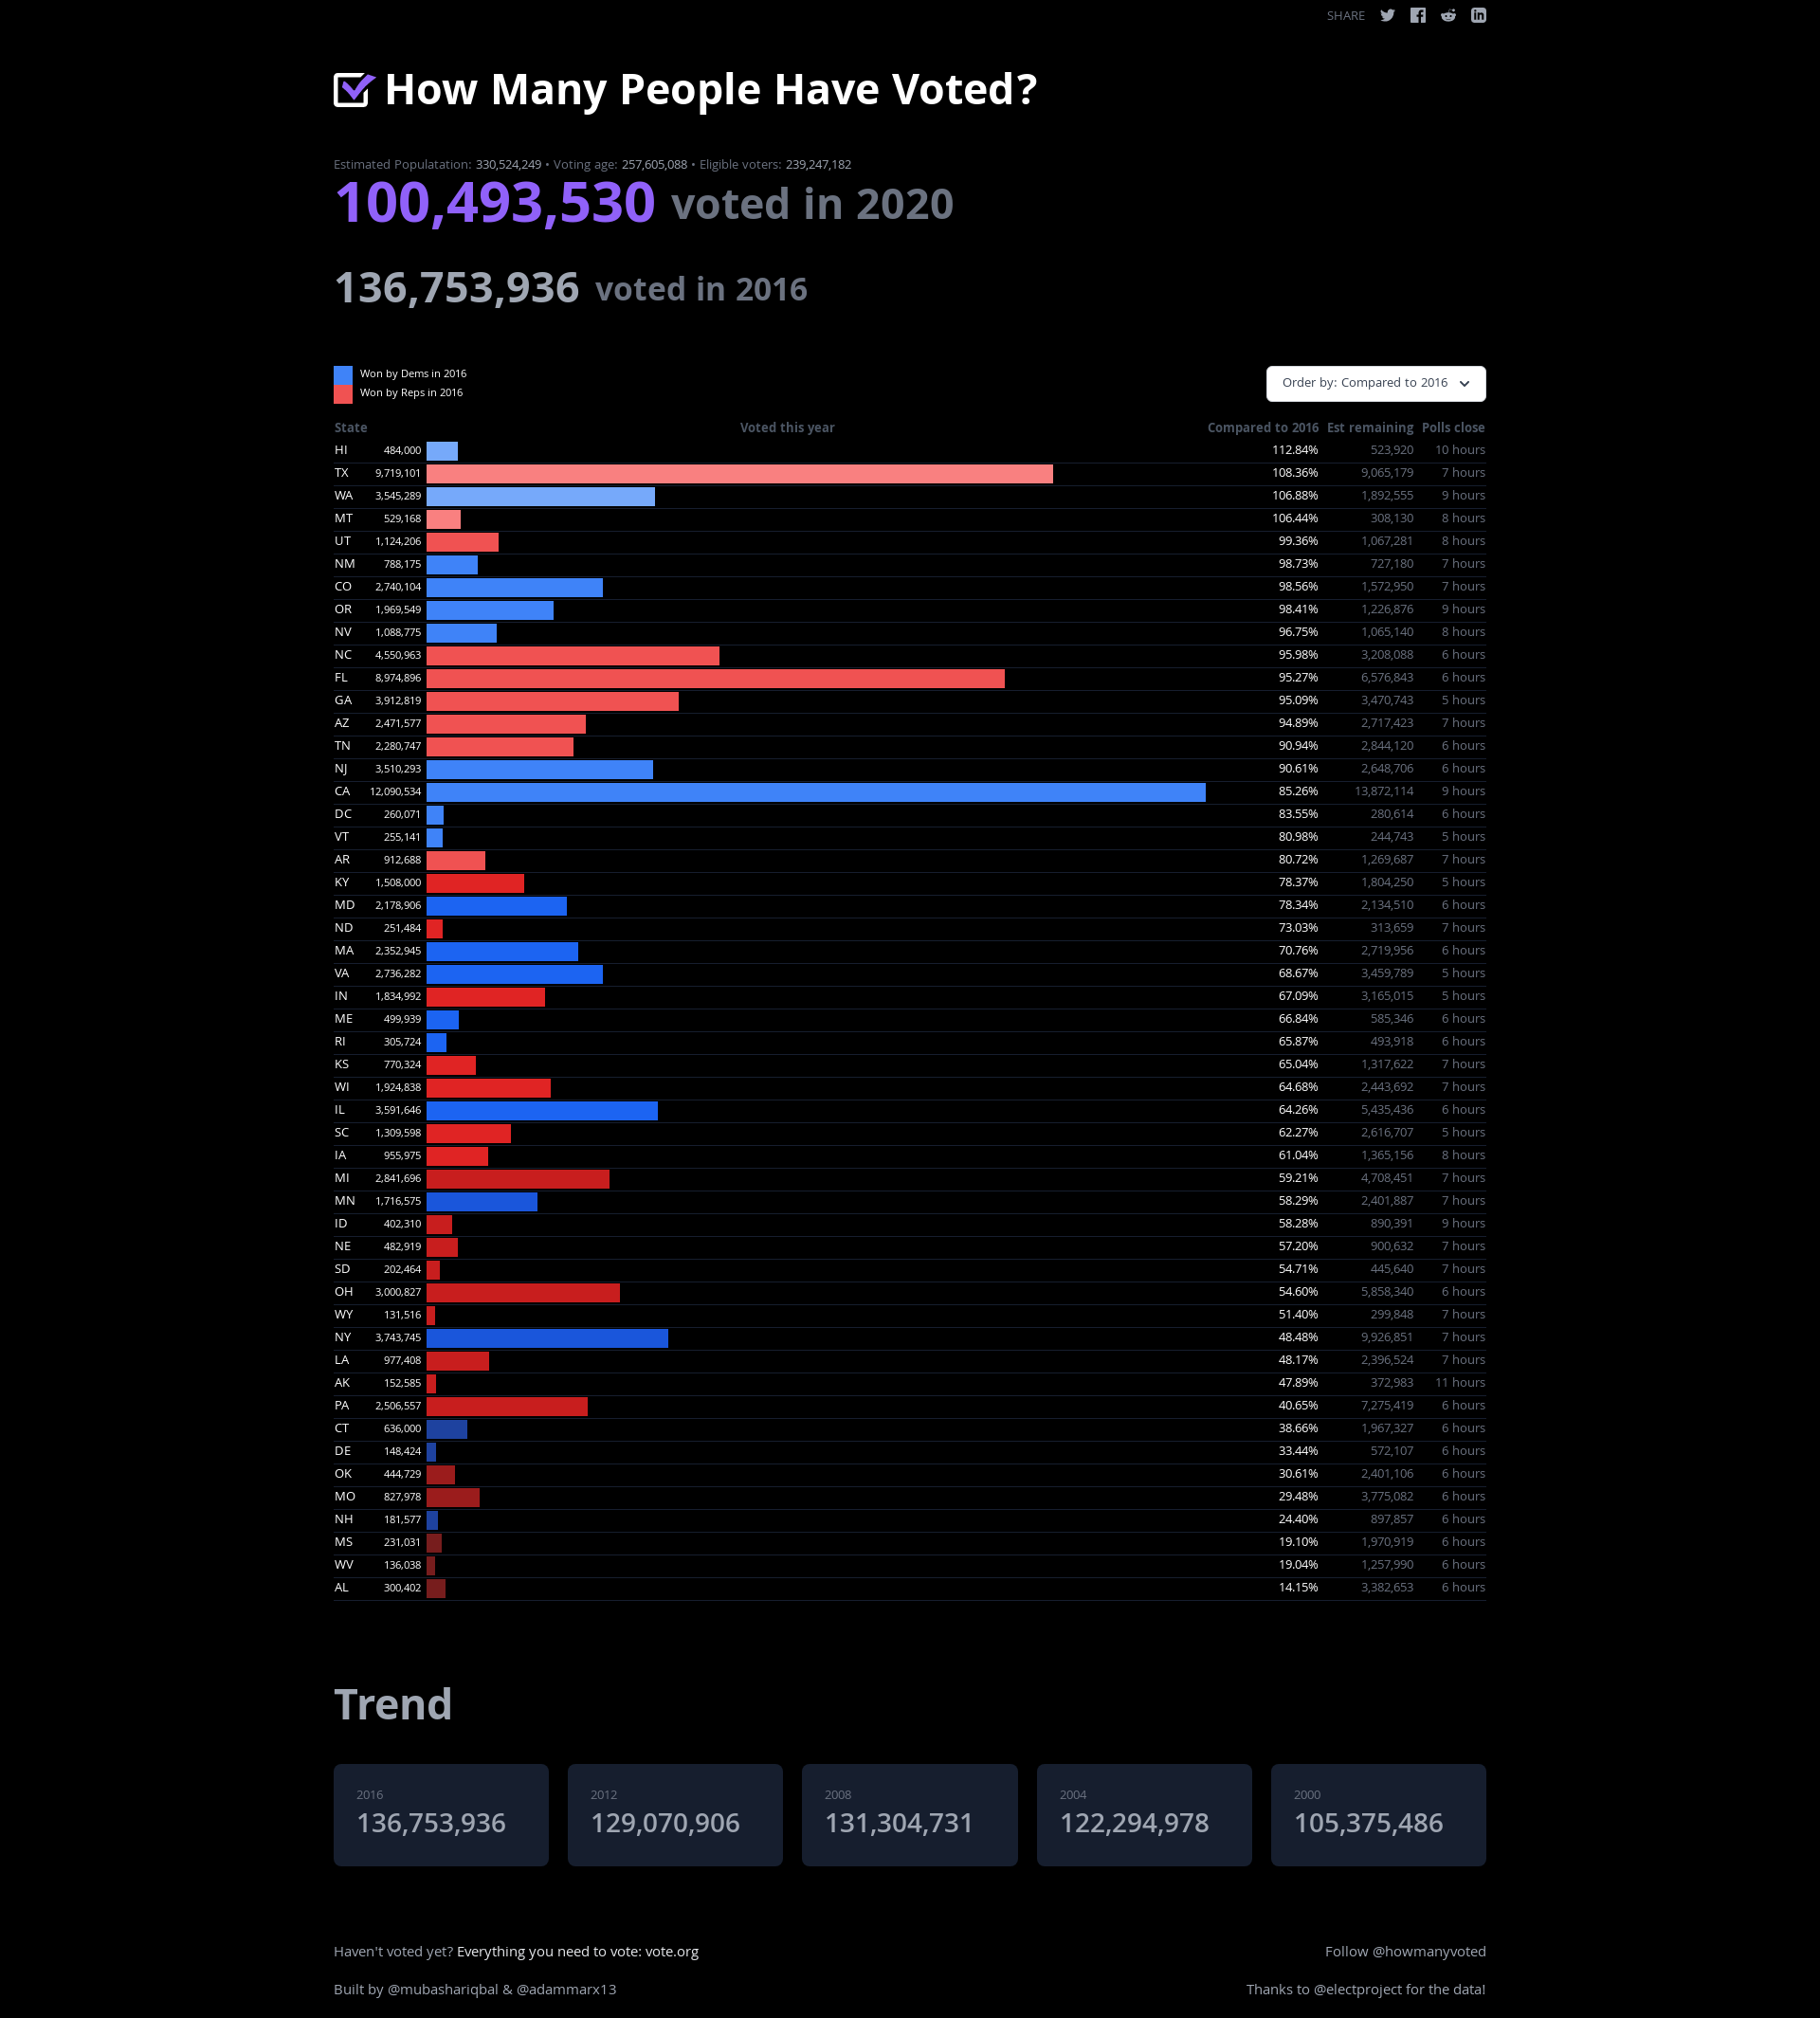 SHARE
How Many People Have Voted?
Estimated Populatation: 330,524,249 • Voting age: 257,605,088 • Eligible voters: 239,247,182
100,493,530 voted in 2020
136,753,936 voted in 2016
Won by Dems in 2016
Won by Reps in 2016
Order by: Compared to 2016
State Voted this year Compared to 2016 Est remaining Polls close
HI 484,000 112.84% 523,920 10 hours
TX 9,719,101 108.36% 9,065,179 7 hours
WA 3,545,289 106.88% 1,892,555 9 hours
MT 529,168 106.44% 308,130 8 hours
UT 1,124,206 99.36% 1,067,281 8 hours
NM 788,175 98.73% 727,180 7 hours
CO 2,740,104 98.56% 1,572,950 7 hours
OR 1,969,549 98.41% 1,226,876 9 hours
NV 1,088,775 96.75% 1,065,140 8 hours
NC 4,550,963 95.98% 3,208,088 6 hours
FL 8,974,896 95.27% 6,576,843 6 hours
GA 3,912,819 95.09% 3,470,743 5 hours
AZ 2,471,577 94.89% 2,717,423 7 hours
TN 2,280,747 90.94% 2,844,120 6 hours
NJ 3,510,293 90.61% 2,648,706 6 hours
CA 12,090,534 85.26% 13,872,114 9 hours
DC 260,071 83.55% 280,614 6 hours
VT 255,141 80.98% 244,743 5 hours
AR 912,688 80.72% 1,269,687 7 hours
KY 1,508,000 78.37% 1,804,250 5 hours
MD 2,178,906 78.34% 2,134,510 6 hours
ND 251,484 73.03% 313,659 7 hours
MA 2,352,945 70.76% 2,719,956 6 hours
VA 2,736,282 68.67% 3,459,789 5 hours
IN 1,834,992 67.09% 3,165,015 5 hours
ME 499,939 66.84% 585,346 6 hours
RI 305,724 65.87% 493,918 6 hours
KS 770,324 65.04% 1,317,622 7 hours
WI 1,924,838 64.68% 2,443,692 7 hours
IL 3,591,646 64.26% 5,435,436 6 hours
SC 1,309,598 62.27% 2,616,707 5 hours
IA 955,975 61.04% 1,365,156 8 hours
MI 2,841,696 59.21% 4,708,451 7 hours
MN 1,716,575 58.29% 2,401,887 7 hours
ID 402,310 58.28% 890,391 9 hours
NE 482,919 57.20% 900,632 7 hours
SD 202,464 54.71% 445,640 7 hours
OH 3,000,827 54.60% 5,858,340 6 hours
WY 131,516 51.40% 299,848 7 hours
NY 3,743,745 48.48% 9,926,851 7 hours
LA 977,408 48.17% 2,396,524 7 hours
AK 152,585 47.89% 372,983 11 hours
PA 2,506,557 40.65% 7,275,419 6 hours
CT 636,000 38.66% 1,967,327 6 hours
DE 148,424 33.44% 572,107 6 hours
OK 444,729 30.61% 2,401,106 6 hours
MO 827,978 29.48% 3,775,082 6 hours
NH 181,577 24.40% 897,857 6 hours
MS 231,031 19.10% 1,970,919 6 hours
WV 136,038 19.04% 1,257,990 6 hours
AL 300,402 14.15% 3,382,653 6 hours
Trend
2016 2012 2008 2004 2000
136,753,936 129,070,906 131,304,731 122,294,978 105,375,486
Haven't voted yet? Everything you need to vote: vote.org Follow @howmanyvoted
Built by @mubashariqbal & @adammarx13 Thanks to @electproject for the data!